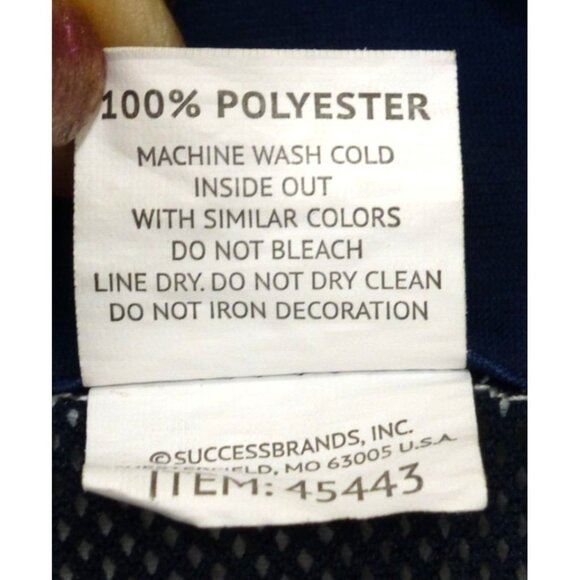 100% POLYESTER
MACHINE WASH COLD
INSIDE OUT
WITH SIMILAR COLORS
DO NOT BLEACH
LINE DRY. DO NOT DRY CLEAN
DO NOT IRON DECORATION
©SUCCESSBRANDS, INC.
MO 63005 U.S.A.
ITEM: 45443